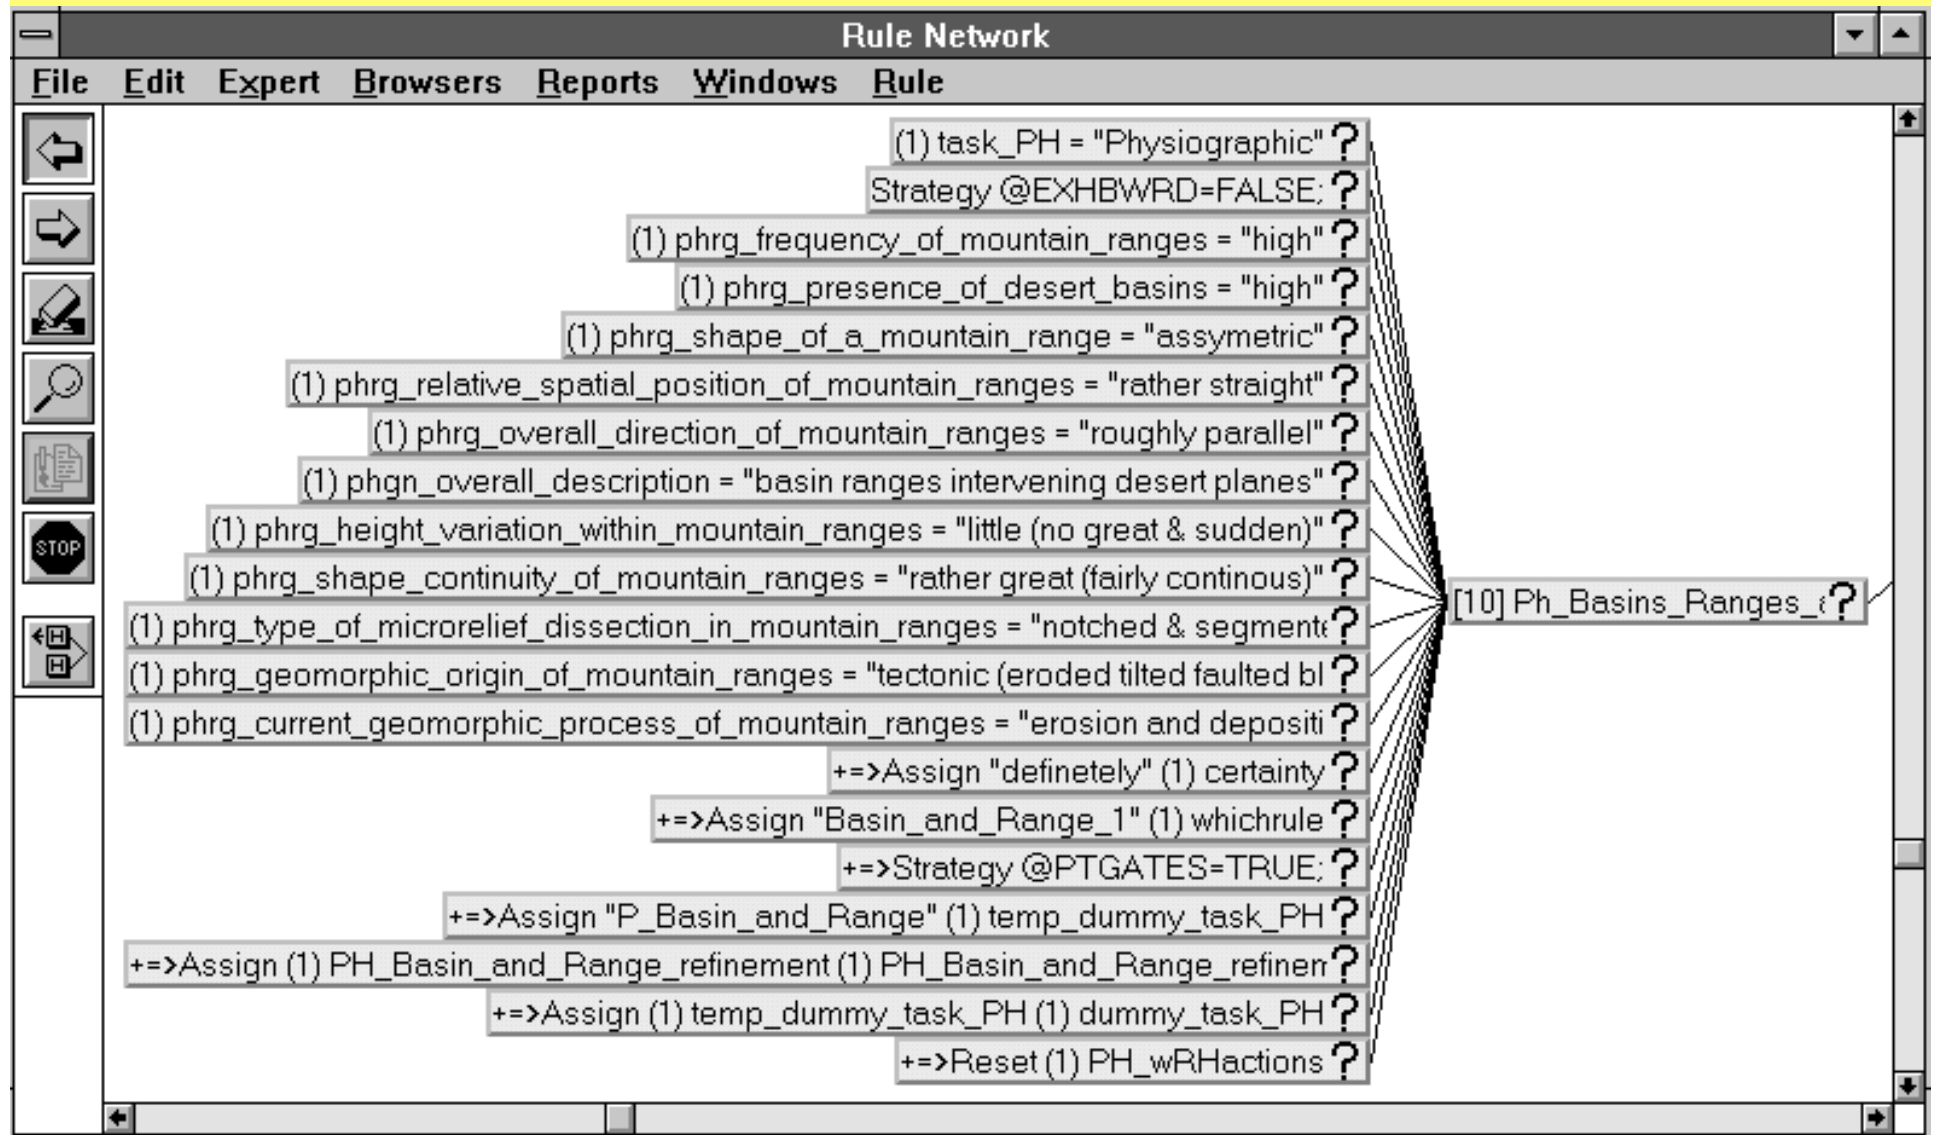 Rule Network
File Edit Expert Browsers Reports Windows Rule
(1) task_PH = "Physiographic" ?
Strategy @EXHBWRD=FALSE; ?
(1) phrg_frequency_of_mountain_ranges = "high" ?
(1) phrg_presence_of_desert_basins = "high" ?
(1) phrg_shape_of_a_mountain_range = "assymetric" ?
(1) phrg_relative_spatial_position_of_mountain_ranges = "rather straight" ?
(1) phrg_overall_direction_of_mountain_ranges = "roughly parallel" ?
(1) phgn_overall_description = "basin ranges intervening desert planes" ?
(1) phrg_height_variation_within_mountain_ranges = "little (no great & sudden)" ?
STOP
(1) phrg_shape_continuity_of_mountain_ranges = "rather great (fairly continous)" ?
[10] Ph_Basins_Ranges_ ?
(1) phrg_type_of_microrelief_dissection_in_mountain_ranges = "notched & segmente ?
H
H
(1) phrg_geomorphic_origin_of_mountain_ranges = "tectonic (eroded tilted faulted bl ?
(1) phrg_current_geomorphic_process_of_mountain_ranges = "erosion and depositi ?
+=>Assign "definetely" (1) certainty ?
+=>Assign "Basin_and_Range_1" (1) whichrule ?
+=>Strategy @PTGATES=TRUE; ?
+=>Assign "P_Basin_and_Range" (1) temp_dummy_task_PH ?
+=>Assign (1) PH_Basin_and_Range_refinement (1) PH_Basin_and_Range_refinem ?
+=>Assign (1) temp_dummy_task_PH (1) dummy_task_PH ?
+=>Reset (1) PH_wRHactions ?